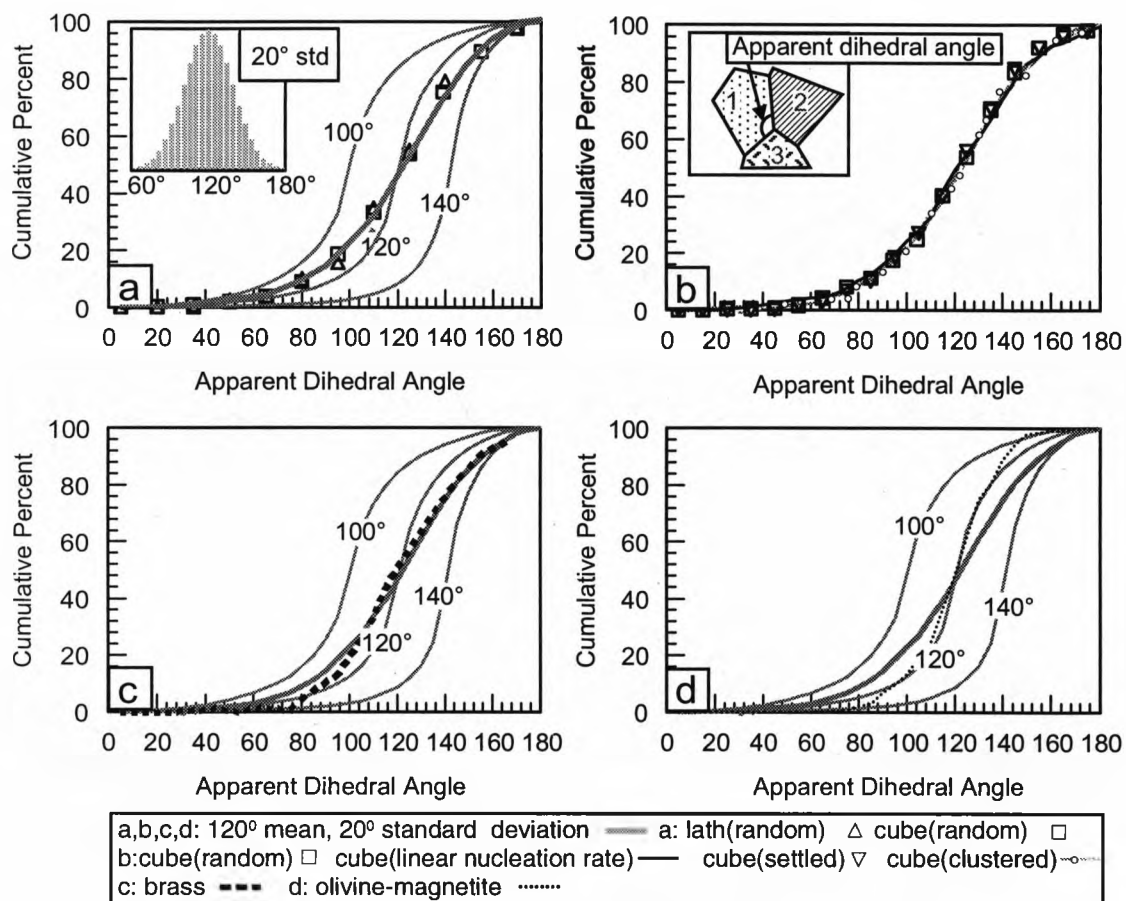 100
80
60
40
20
0
Cumulative Percent
20° std
60° 120° 180°
100°
120°
140°
a
0 20 40 60 80 100 120 140 160 180
Apparent Dihedral Angle
100
80
60
40
20
0
Cumulative Percent
Apparent dihedral angle
1
2
3
b
0 20 40 60 80 100 120 140 160 180
Apparent Dihedral Angle
100
80
60
40
20
0
Cumulative Percent
100°
120°
140°
c
0 20 40 60 80 100 120 140 160 180
Apparent Dihedral Angle
100
80
60
40
20
0
Cumulative Percent
100°
120°
140°
d
0 20 40 60 80 100 120 140 160 180
Apparent Dihedral Angle
a,b,c,d: 120° mean, 20° standard deviation a: lath(random) cube(random)
b:cube(random) cube(linear nucleation rate) cube(settled) cube(clustered)
c: brass d: olivine-magnetite